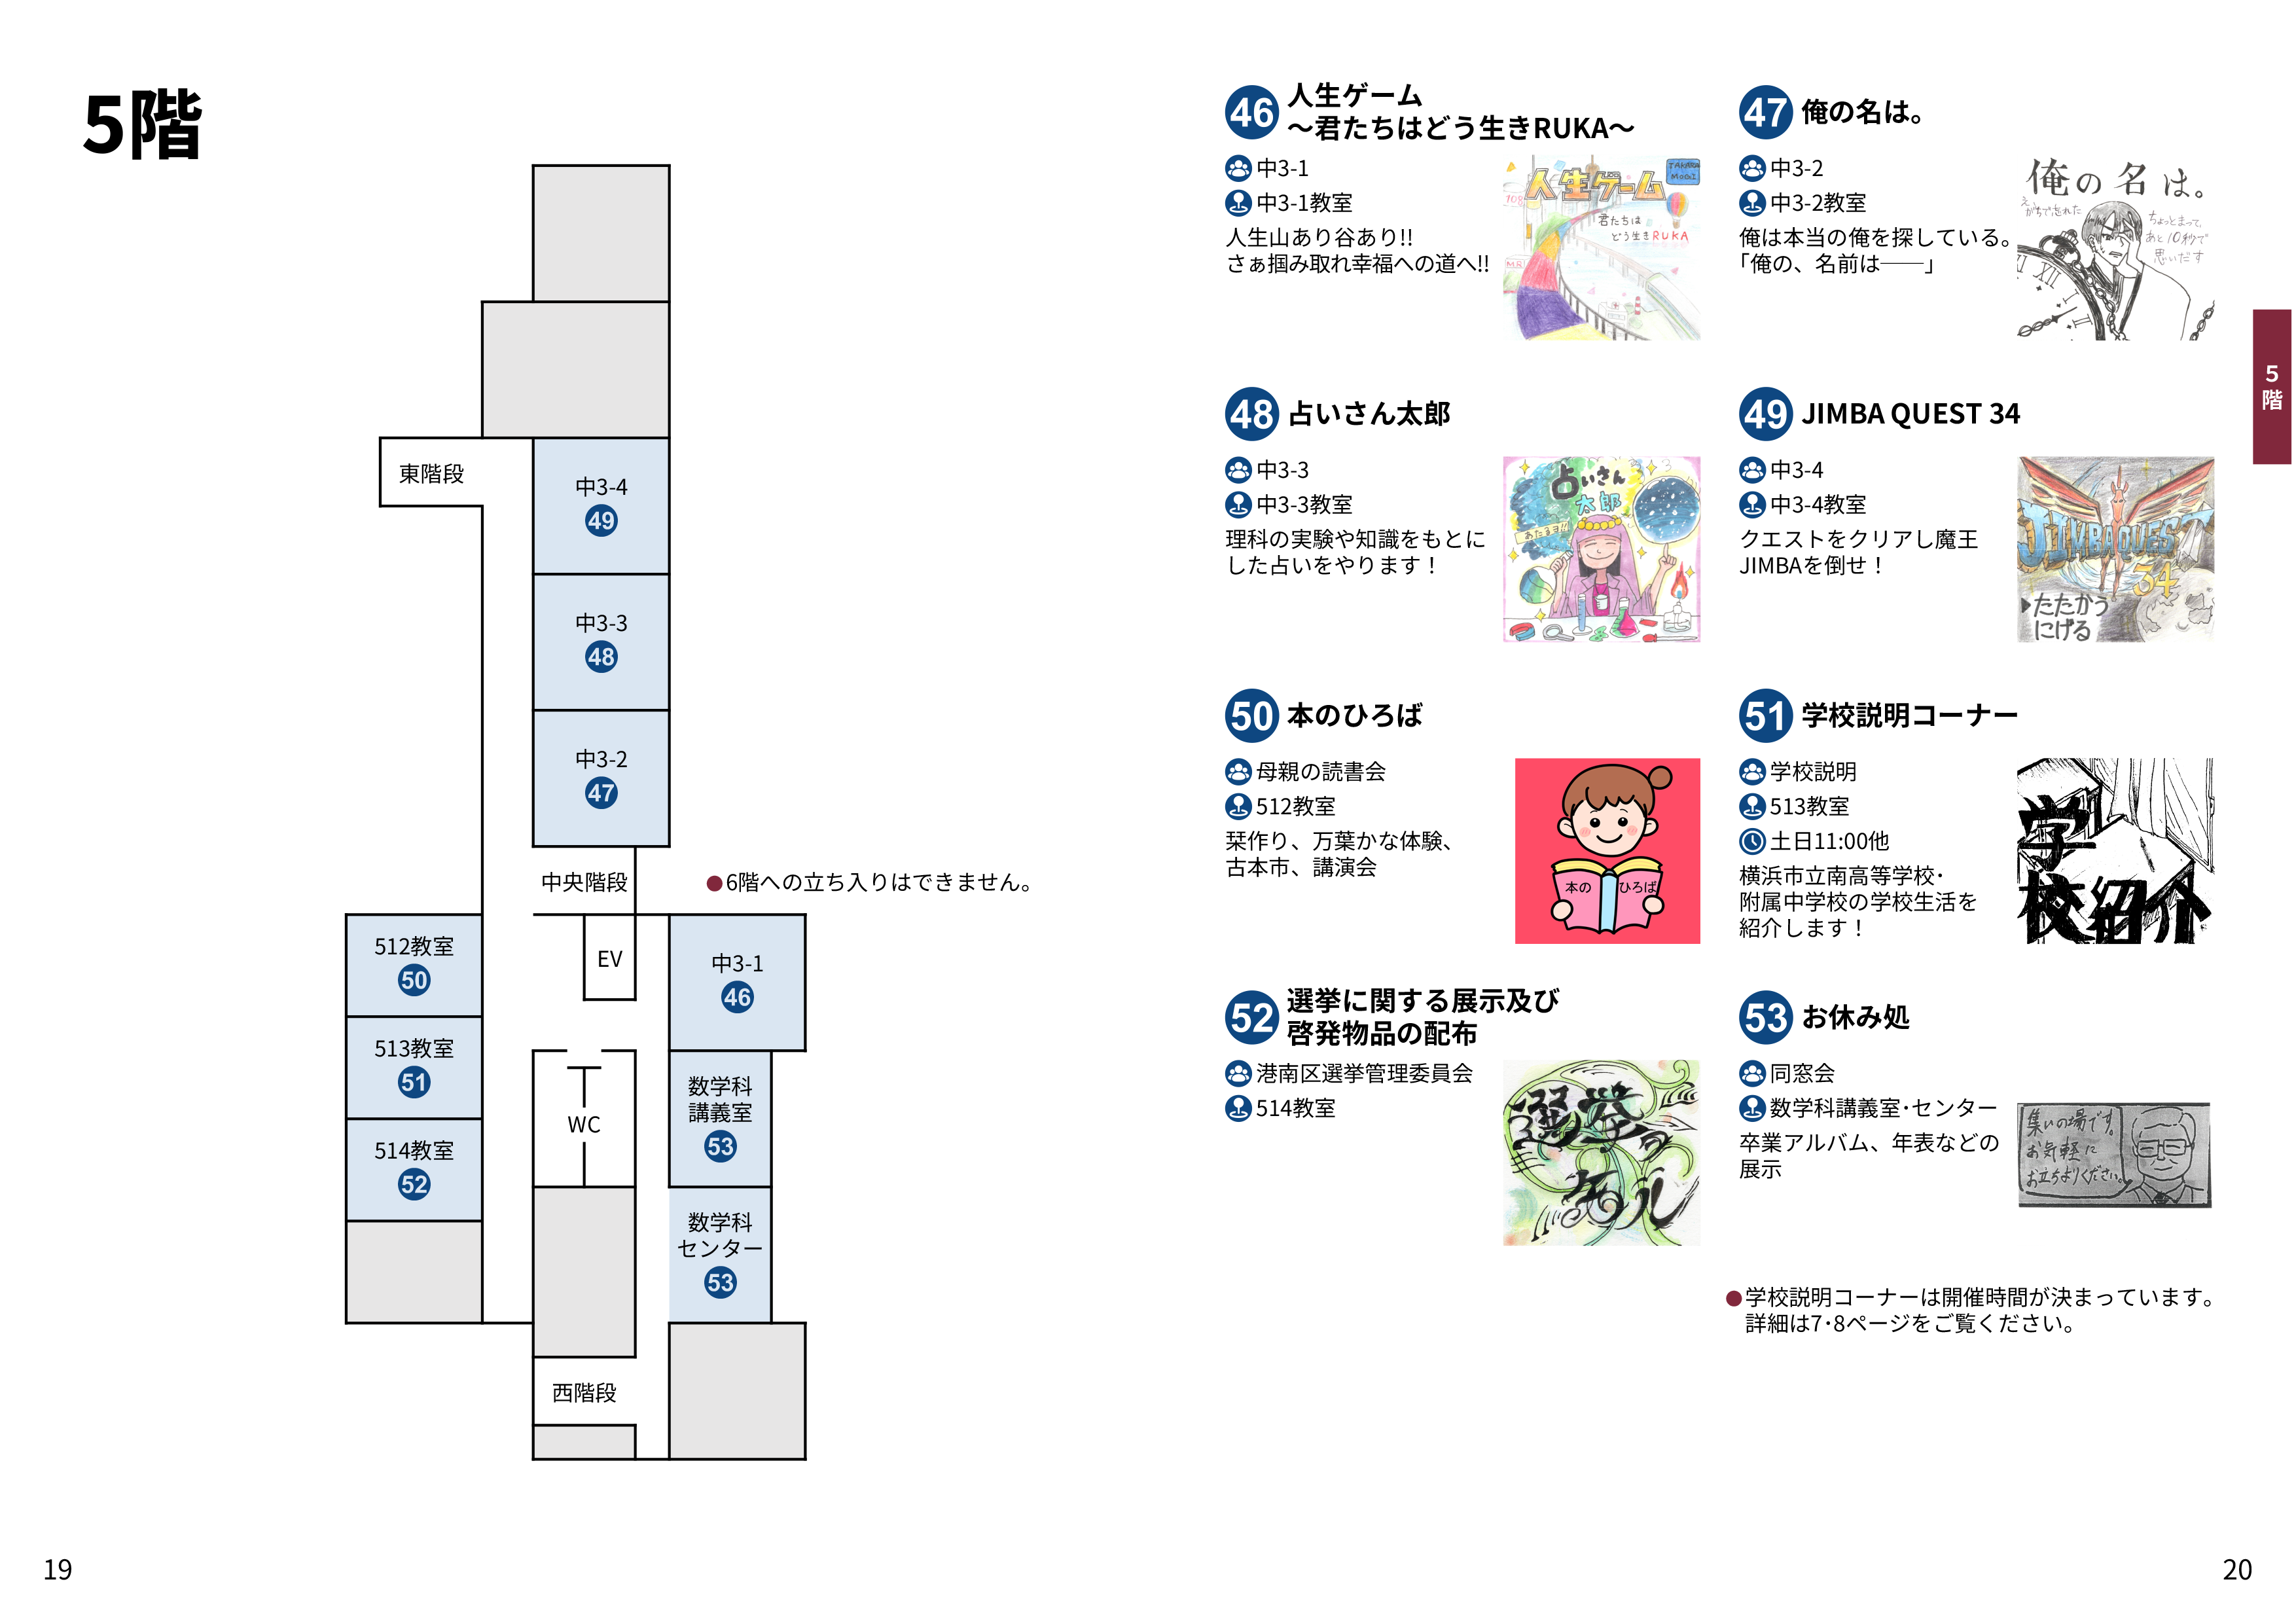 5階
東階段
中3-4
49
中3-3
48
中3-2
47
中央階段
●6階への立ち入りはできません。
512教室
50
EV
中3-1
46
513教室
51
数学科
講義室
53
WC
514教室
52
数学科
センター
53
西階段
19
46 人生ゲーム
〜君たちはどう生きRUKA〜
中3-1
中3-1教室
人生山あり谷あり!!
さぁ掴み取れ幸福への道へ!!
人生ゲーム
君たちは
どう生きRUKA
47 俺の名は。
中3-2
中3-2教室
俺は本当の俺を探している。
「俺の、名前は――」
俺の名は。
ちょっとまって、
あと10秒で
思いだす
48 占いさん太郎
中3-3
中3-3教室
理科の実験や知識をもとに
した占いをやります！
占いさん
太郎
あたるヨ!!
49 JIMBA QUEST 34
中3-4
中3-4教室
クエストをクリアし魔王
JIMBAを倒せ！
JIMBAQUEST
34
▶たたかう
にげる
50 本のひろば
母親の読書会
512教室
栞作り、万葉かな体験、
古本市、講演会
本の ひろば
51 学校説明コーナー
学校説明
513教室
土日11:00他
横浜市立南高等学校･
附属中学校の学校生活を
紹介します！
学
校紹介
52 選挙に関する展示及び
啓発物品の配布
港南区選挙管理委員会
514教室
選挙の
53 お休み処
同窓会
数学科講義室･センター
卒業アルバム、年表などの
展示
集いの場です。
お気軽に
お立ちよりください。
●学校説明コーナーは開催時間が決まっています。
詳細は7･8ページをご覧ください。
5
階
20